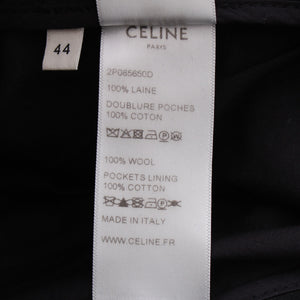 CELINE
PARIS
44
2P085650D
100% LAINE
DOUBLURE POCHES
100% COTON
100% WOOL
POCKETS LINING
100% COTTON
MADE IN ITALY
WWW.CELINE.FR